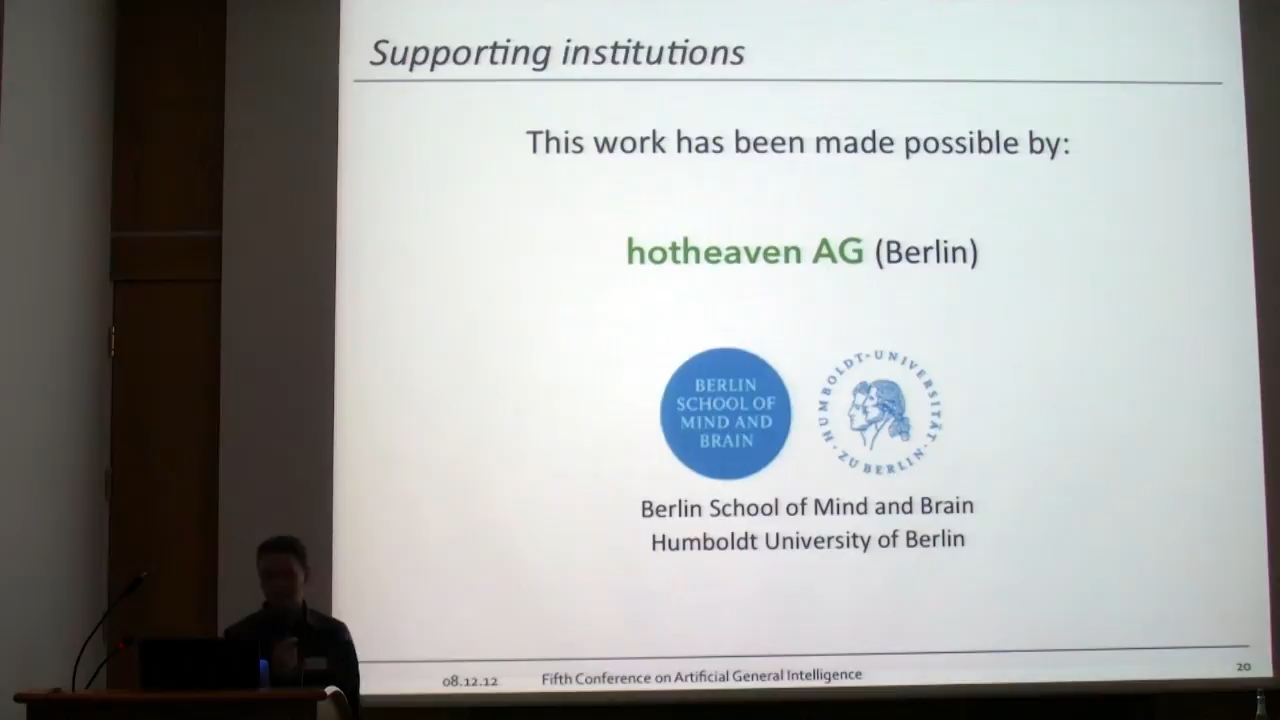 Supporting institutions
This work has been made possible by:
hotheaven AG (Berlin)
BERLIN
SCHOOL OF
MIND AND
BRAIN
HUMBOLDT-UNIVERSITÄT
· ZU BERLIN ·
Berlin School of Mind and Brain
Humboldt University of Berlin
08.12.12 Fifth Conference on Artificial General Intelligence 20